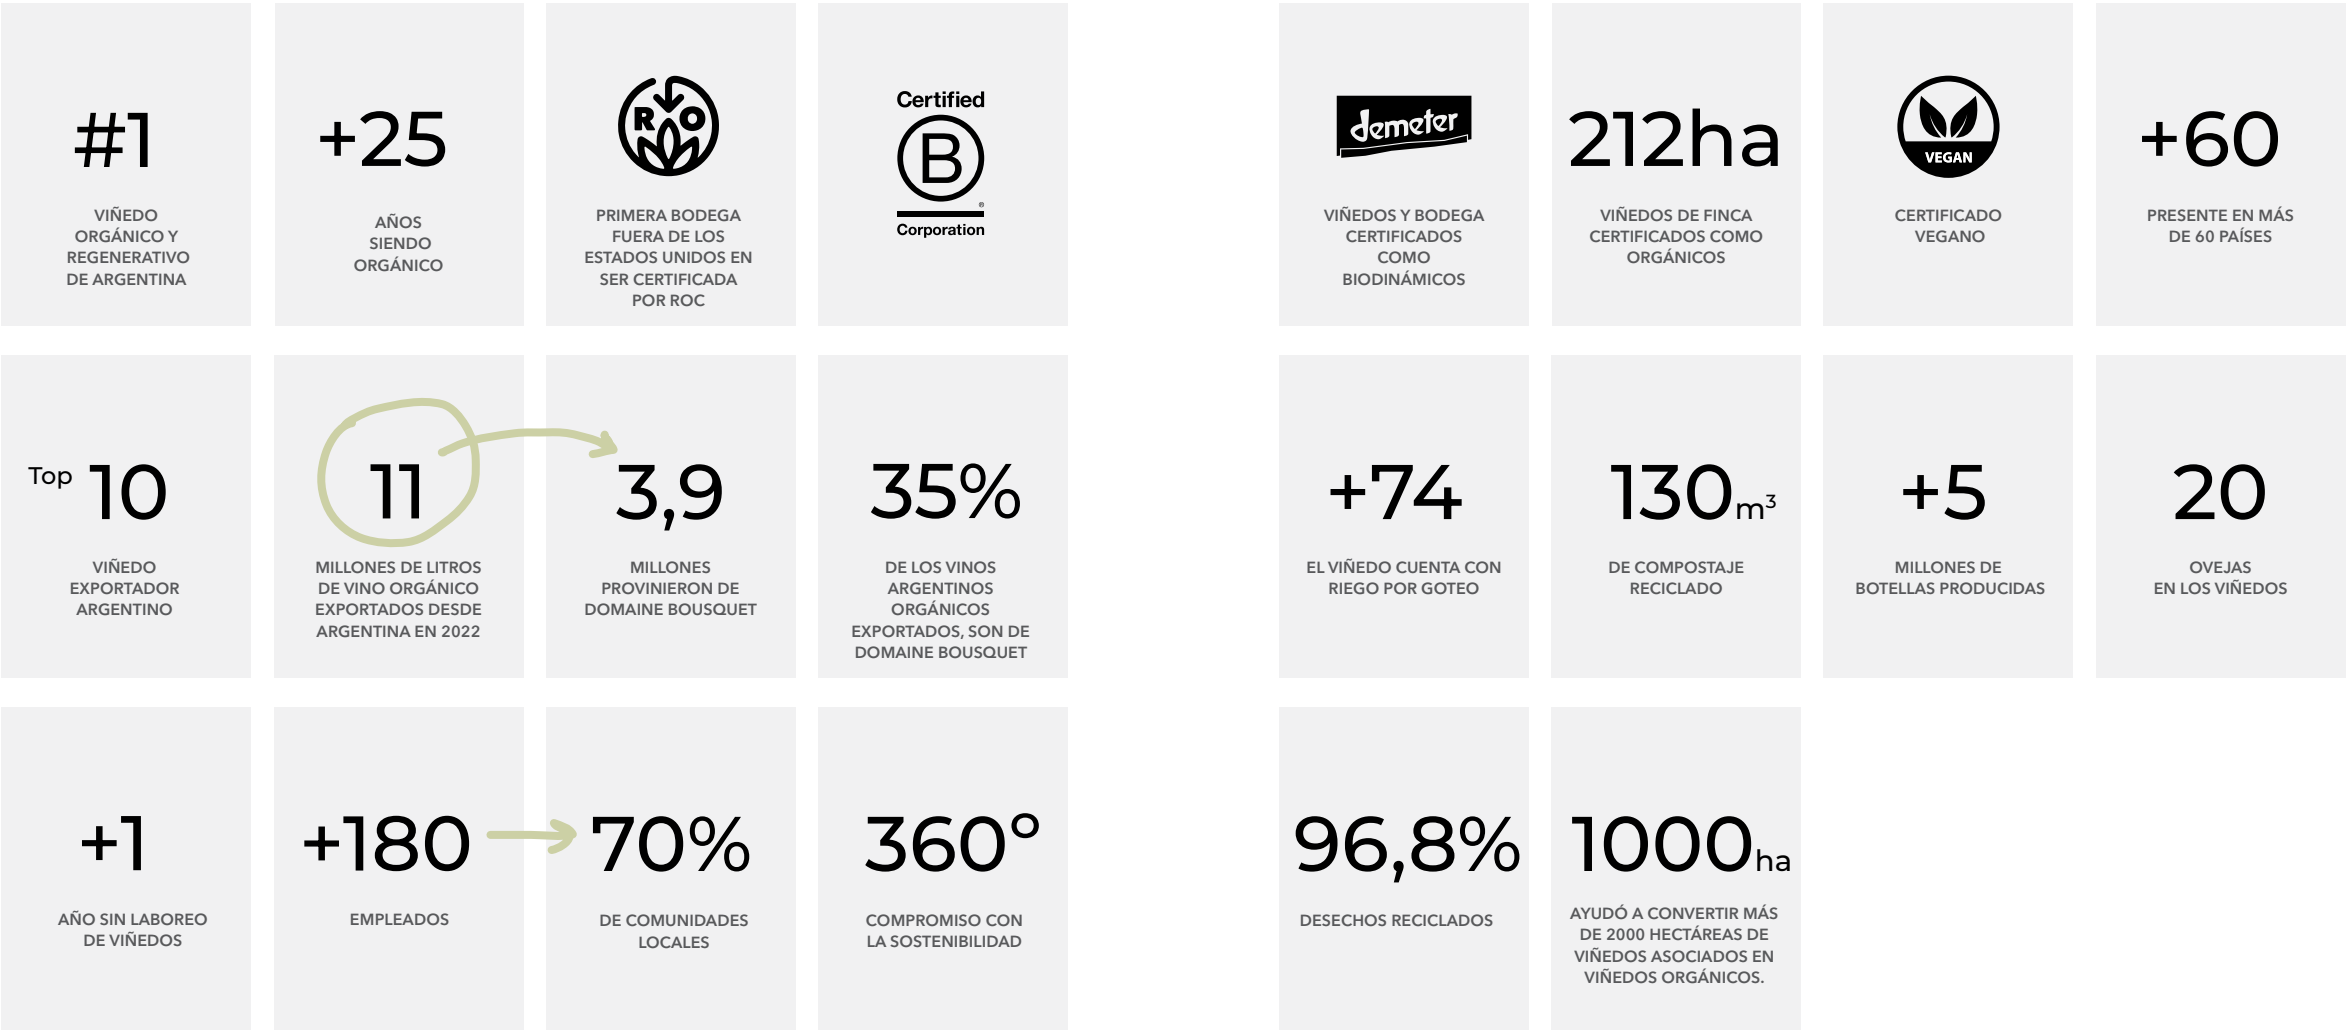 #1
VIÑEDO
ORGÁNICO Y
REGENERATIVO
DE ARGENTINA
+25
AÑOS
SIENDO
ORGÁNICO
R O
PRIMERA BODEGA
FUERA DE LOS
ESTADOS UNIDOS EN
SER CERTIFICADA
POR ROC
Certified
B
®
Corporation
demeter
VIÑEDOS Y BODEGA
CERTIFICADOS
COMO
BIODINÁMICOS
212ha
VIÑEDOS DE FINCA
CERTIFICADOS COMO
ORGÁNICOS
VEGAN
CERTIFICADO
VEGANO
+60
PRESENTE EN MÁS
DE 60 PAÍSES
Top 10
VIÑEDO
EXPORTADOR
ARGENTINO
11
MILLONES DE LITROS
DE VINO ORGÁNICO
EXPORTADOS DESDE
ARGENTINA EN 2022
3,9
MILLONES
PROVINIERON DE
DOMAINE BOUSQUET
35%
DE LOS VINOS
ARGENTINOS
ORGÁNICOS
EXPORTADOS, SON DE
DOMAINE BOUSQUET
+74
EL VIÑEDO CUENTA CON
RIEGO POR GOTEO
130m³
DE COMPOSTAJE
RECICLADO
+5
MILLONES DE
BOTELLAS PRODUCIDAS
20
OVEJAS
EN LOS VIÑEDOS
+1
AÑO SIN LABOREO
DE VIÑEDOS
+180
EMPLEADOS
70%
DE COMUNIDADES
LOCALES
360º
COMPROMISO CON
LA SOSTENIBILIDAD
96,8%
DESECHOS RECICLADOS
1000ha
AYUDÓ A CONVERTIR MÁS
DE 2000 HECTÁREAS DE
VIÑEDOS ASOCIADOS EN
VIÑEDOS ORGÁNICOS.